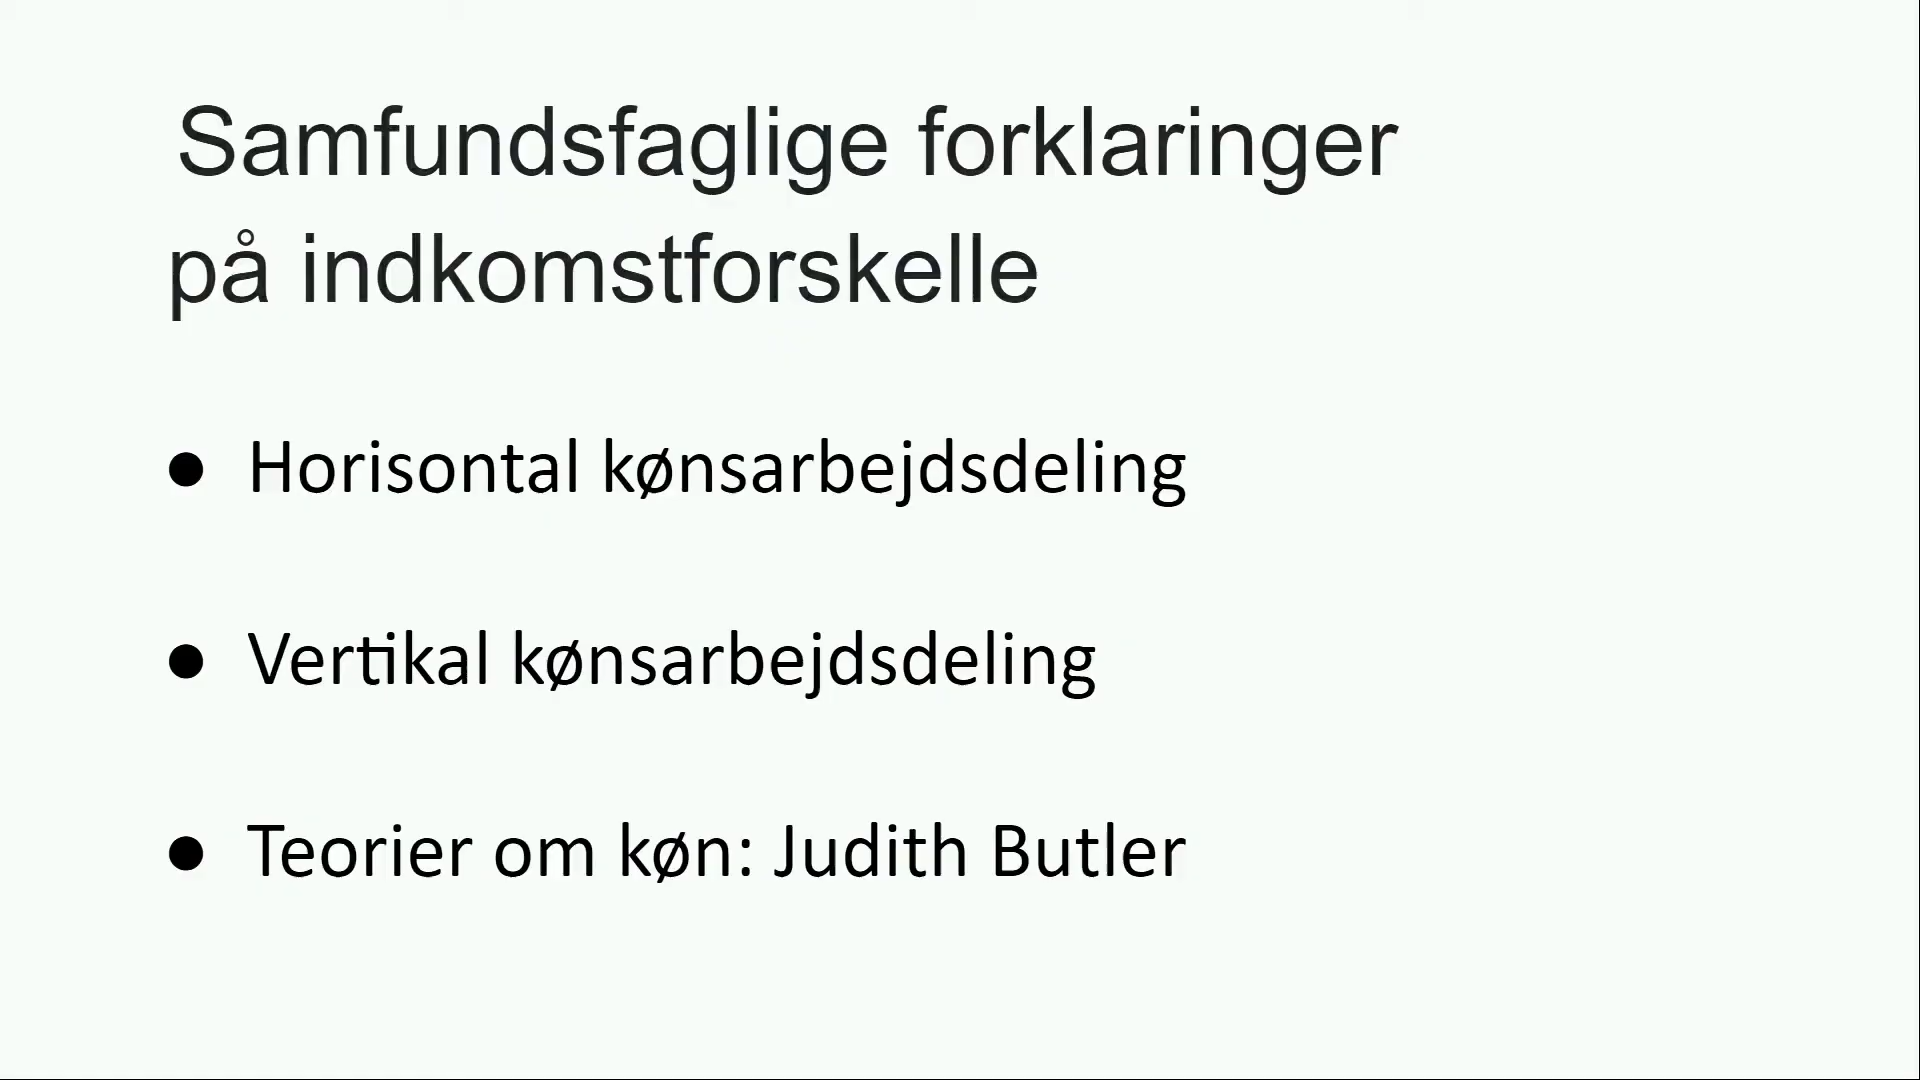 Samfundsfaglige forklaringer
på indkomstforskelle
● Horisontal kønsarbejdsdeling
● Vertikal kønsarbejdsdeling
● Teorier om køn: Judith Butler